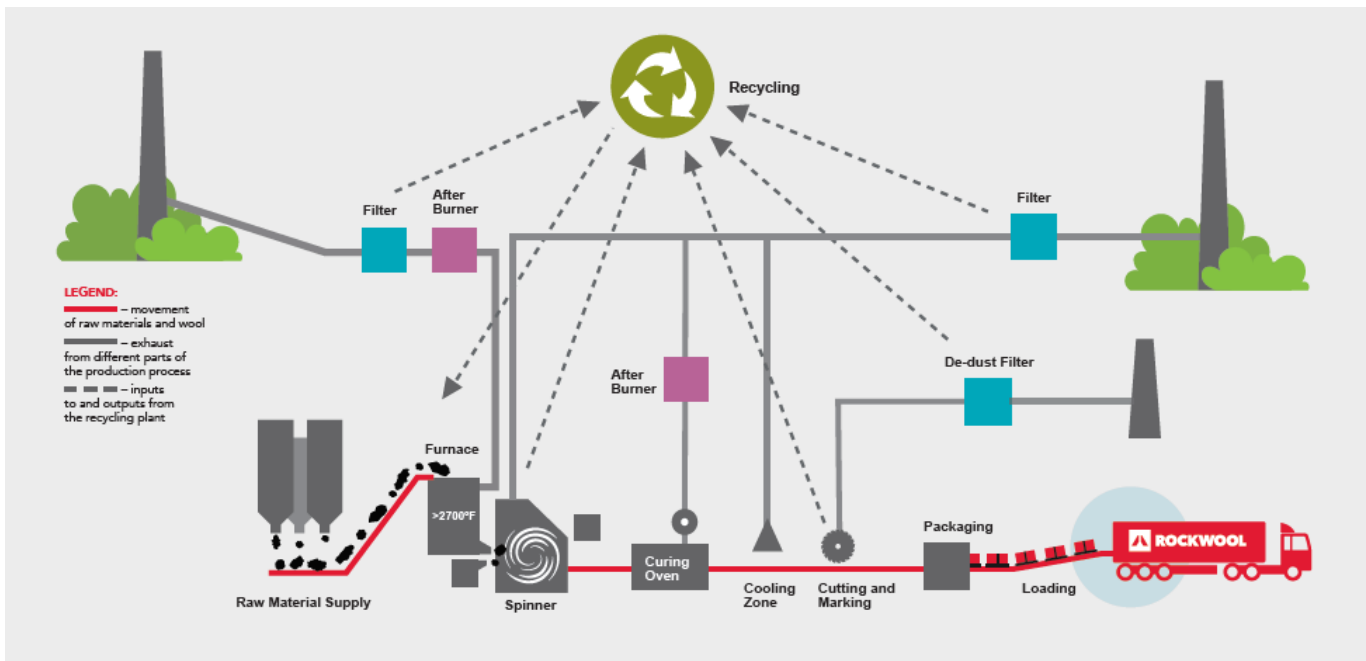 Recycling
Filter
After
Burner
Filter
LEGEND:
– movement
of raw materials and wool
– exhaust
from different parts of
the production process
– inputs
to and outputs from
the recycling plant
After
Burner
De-dust Filter
Furnace
>2700ºF
Raw Material Supply
Spinner
Curing
Oven
Cooling
Zone
Cutting and
Marking
Packaging
Loading
ROCKWOOL